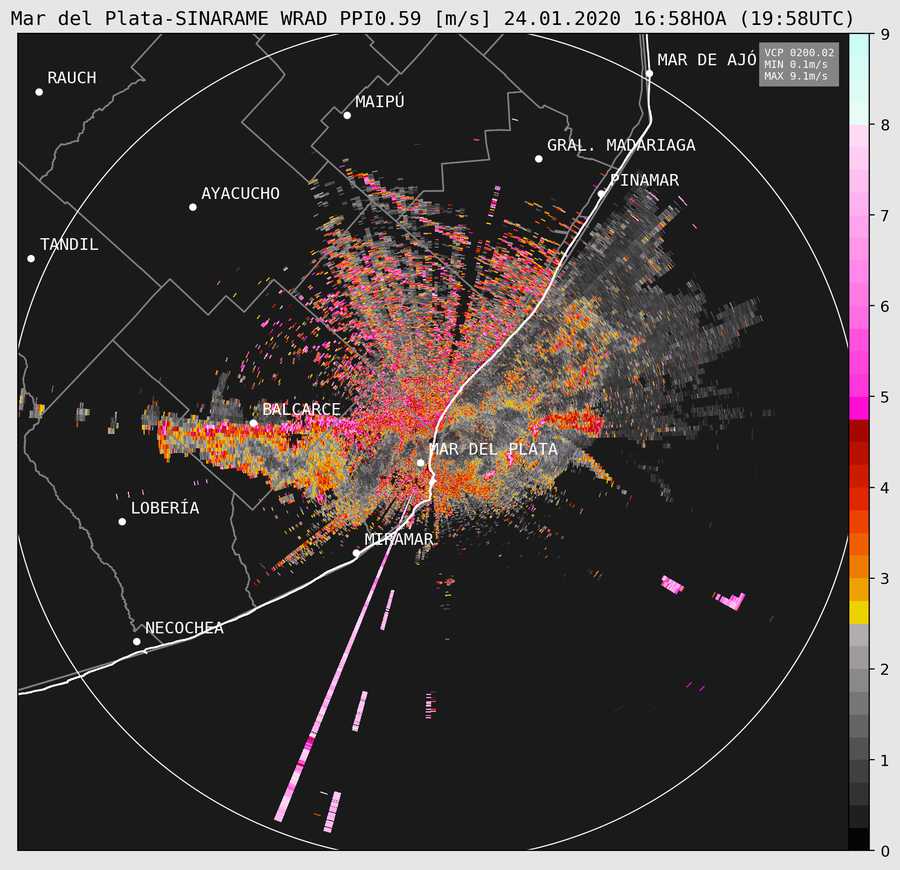 Mar del Plata-SINARAME WRAD PPI0.59 [m/s] 24.01.2020 16:58HOA (19:58UTC)
VCP 0200.02
MIN 0.1m/s
MAX 9.1m/s
MAR DE AJÓ
RAUCH
MAIPÚ
GRAL. MADARIAGA
PINAMAR
AYACUCHO
TANDIL
BALCARCE
MAR DEL PLATA
LOBERÍA
MIRAMAR
NECOCHEA
9
8
7
6
5
4
3
2
1
0